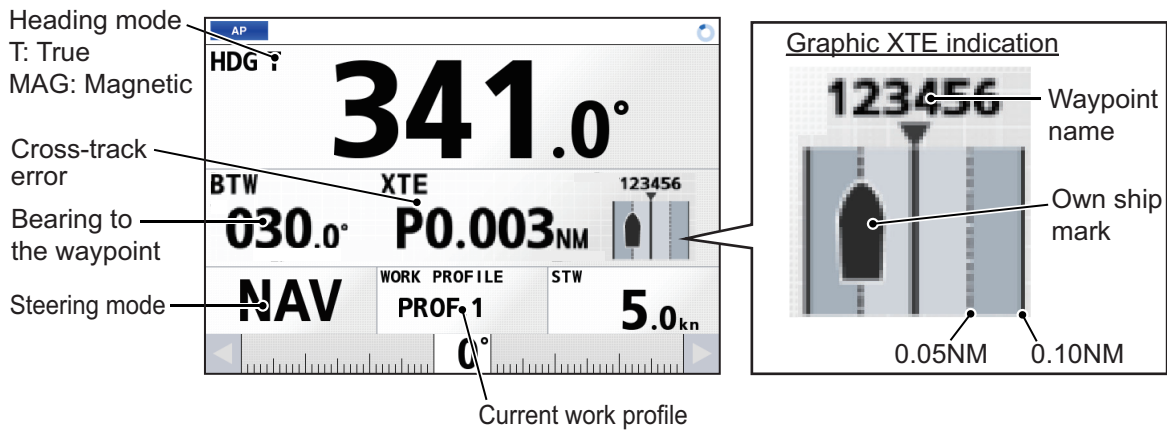 Heading mode
T: True
MAG: Magnetic
Cross-track
error
Bearing to
the waypoint
Steering mode
AP
HDG T
341.0°
BTW
030.0°
XTE
P0.003NM
123456
NAV
WORK PROFILE
PROF 1
STW
5.0kn
0°
Current work profile
Graphic XTE indication
123456
Waypoint
name
Own ship
mark
0.05NM
0.10NM